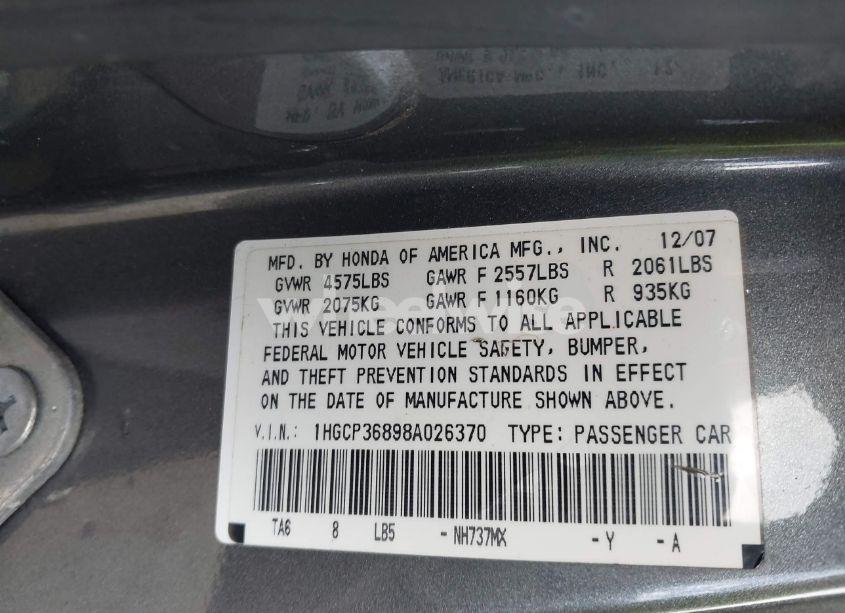 MFD. BY HONDA OF AMERICA MFG., INC. 12/07
GVWR 4575LBS GAWR F 2557LBS R 2061LBS
GVWR 2075KG GAWR F 1160KG R 935KG
THIS VEHICLE CONFORMS TO ALL APPLICABLE
FEDERAL MOTOR VEHICLE SAFETY, BUMPER,
AND THEFT PREVENTION STANDARDS IN EFFECT
ON THE DATE OF MANUFACTURE SHOWN ABOVE.
V.I.N.: 1HGCP36898A026370 TYPE: PASSENGER CAR
TA6 8 LB5 - NH737MX - Y - A